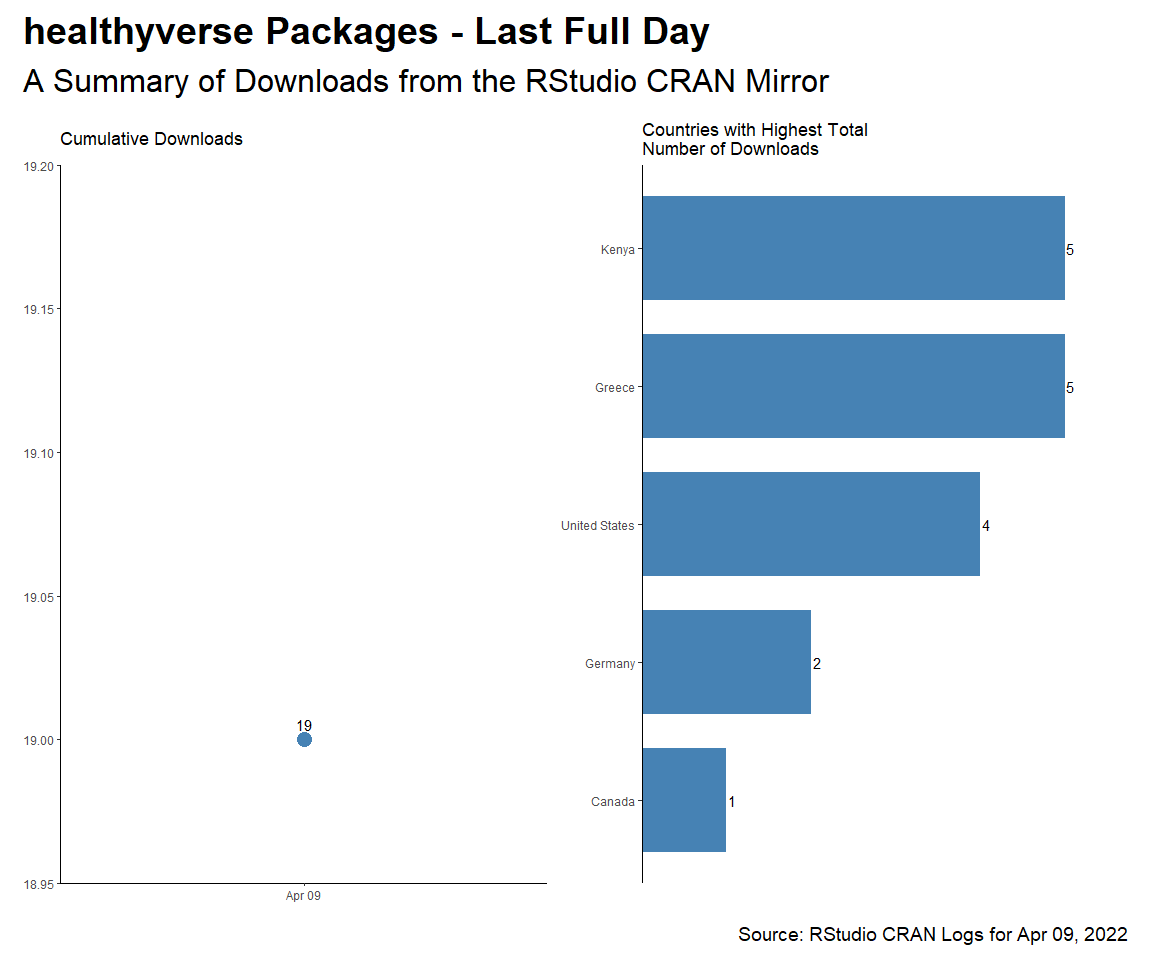 healthyverse Packages - Last Full Day
A Summary of Downloads from the RStudio CRAN Mirror
Cumulative Downloads
19.20
19.15
19.10
19.05
19.00
18.95
19
Apr 09
Countries with Highest Total
Number of Downloads
Kenya
5
Greece
5
United States
4
Germany
2
Canada
1
Source: RStudio CRAN Logs for Apr 09, 2022